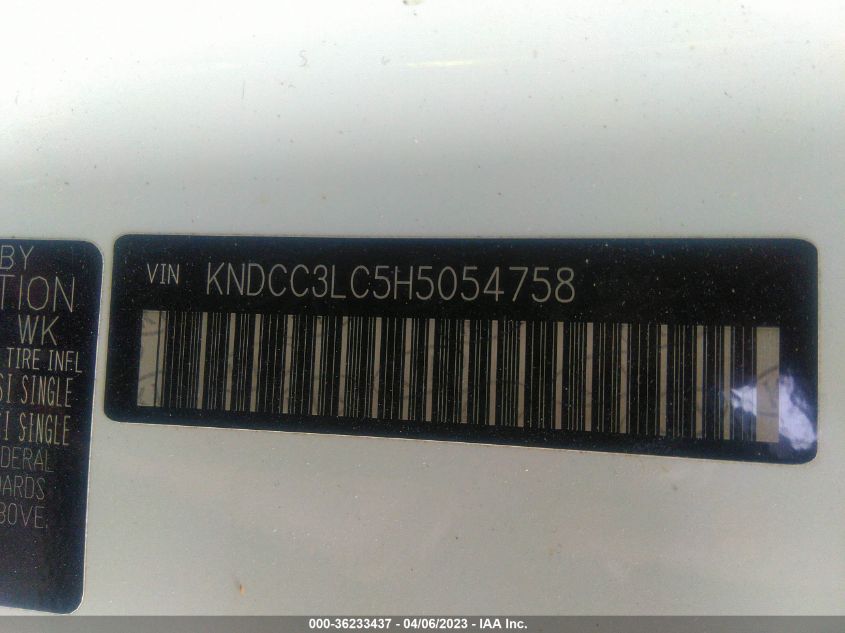 BY
TION
WK
TIRE INFL
SI SINGLE
SI SINGLE
DERAL
DARDS
BOVE.
VIN KNDCC3LC5H5054758
000-36233437 - 04/06/2023 - IAA Inc.